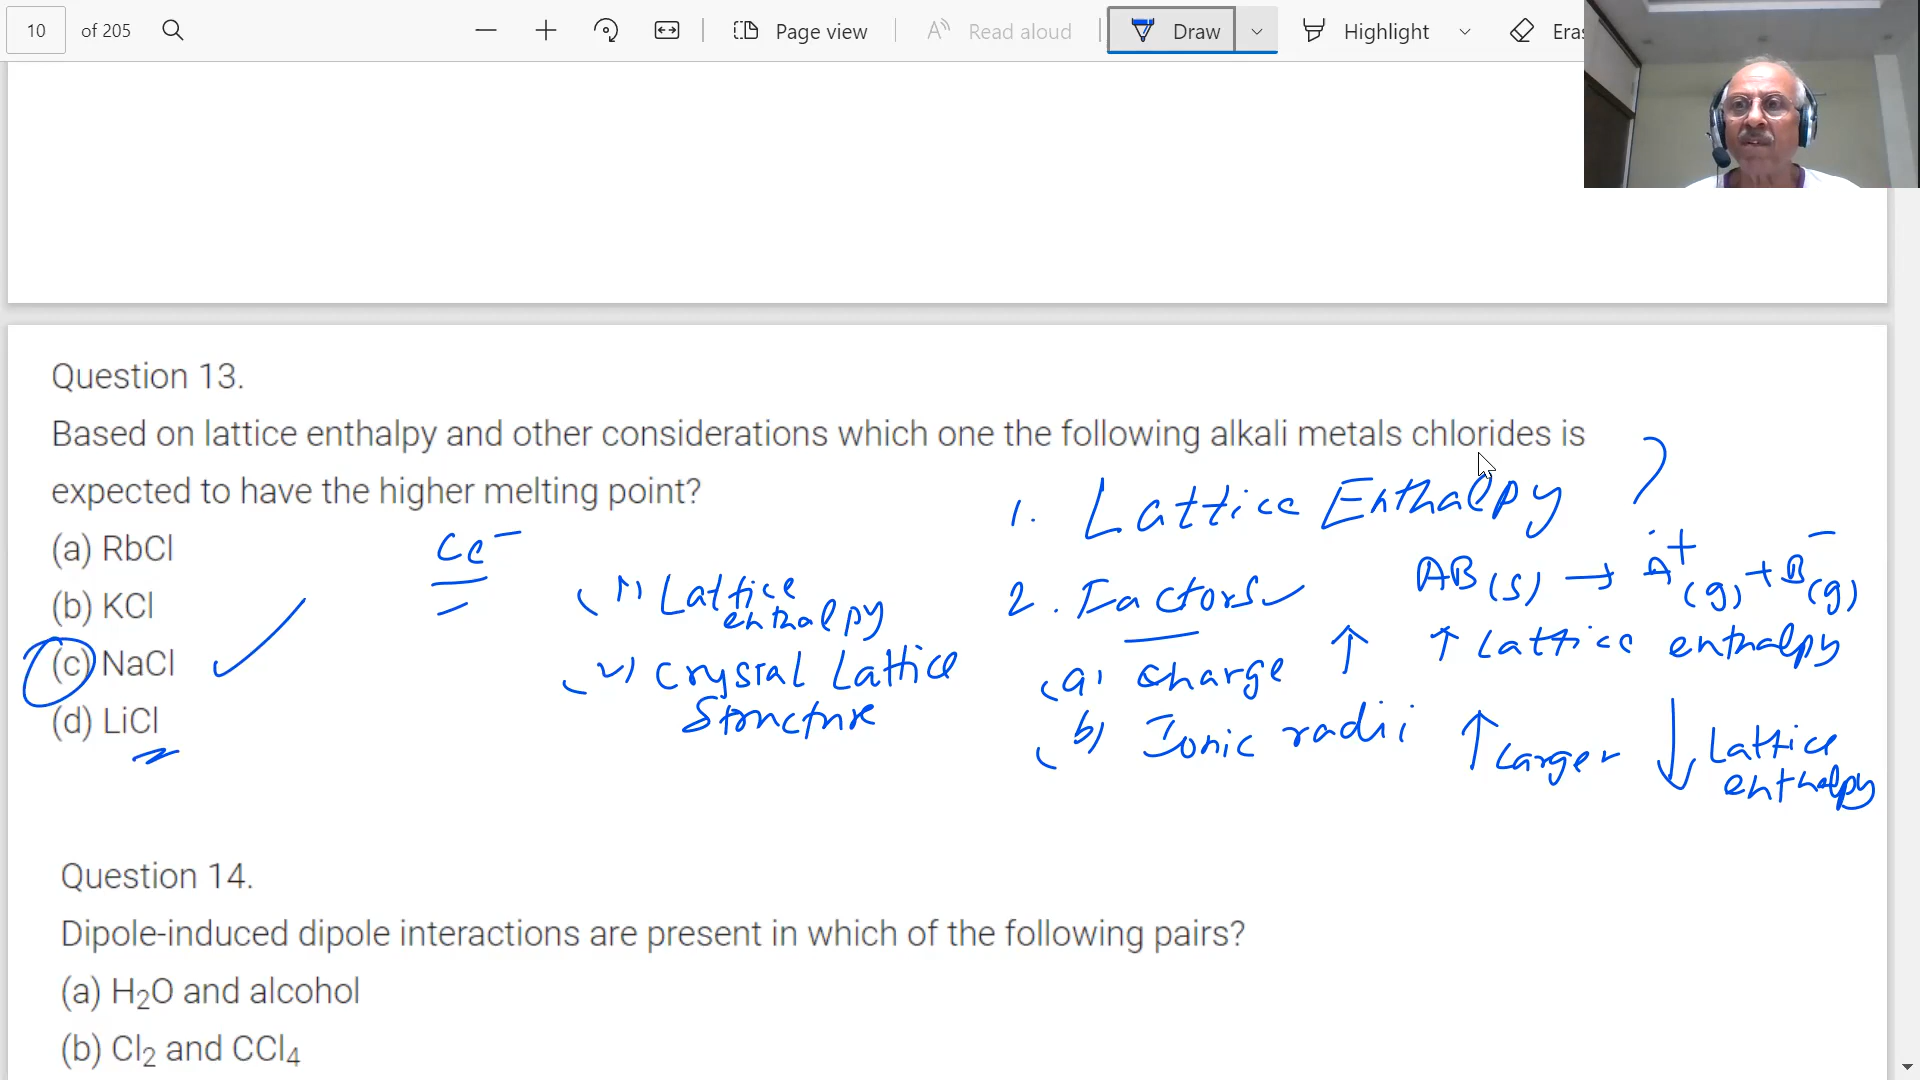 10 of 205 Page view Read aloud Draw Highlight Eras
Question 13.
Based on lattice enthalpy and other considerations which one the following alkali metals chlorides is
expected to have the higher melting point?
(a) RbCl
(b) KCl
(c) NaCl
(d) LiCl
Cl⁻
1) Lattice
enthalpy
2) Crystal Lattice
Structure
1. Lattice Enthalpy ?
AB(s) → A⁺(g) + B⁻(g)
2. Factors
(a) Charge ↑ ↑ Lattice enthalpy
b) Ionic radii ↑ Larger ↓ Lattice
enthalpy
Question 14.
Dipole-induced dipole interactions are present in which of the following pairs?
(a) H₂O and alcohol
(b) Cl₂ and CCl₄